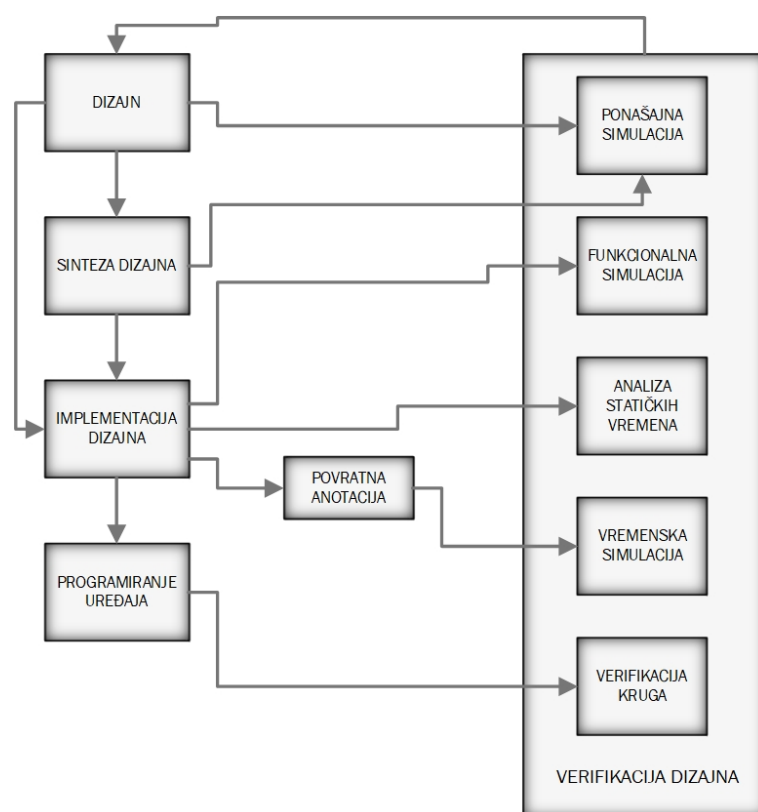 DIZAJN
PONAŠAJNA
SIMULACIJA
SINTEZA DIZAJNA
FUNKCIONALNA
SIMULACIJA
IMPLEMENTACIJA
DIZAJNA
ANALIZA
STATIČKIH
VREMENA
POVRATNA
ANOTACIJA
VREMENSKA
SIMULACIJA
PROGRAMIRANJE
UREĐAJA
VERIFIKACIJA
KRUGA
VERIFIKACIJA DIZAJNA